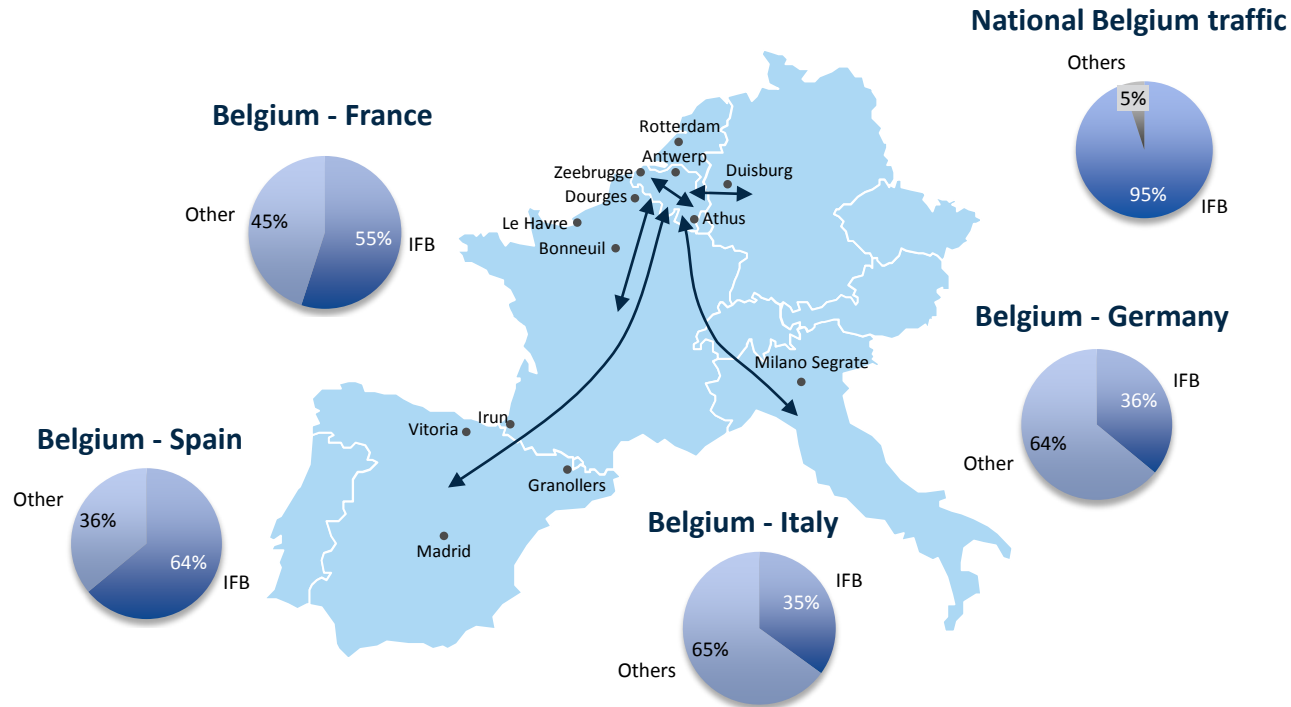 National Belgium traffic
Others
5%
95%
IFB
Belgium - France
Other
45%
55%
IFB
Rotterdam
Antwerp
Zeebrugge
Duisburg
Dourges
Le Havre
Athus
Bonneuil
Belgium - Germany
IFB
36%
64%
Other
Milano Segrate
Irun
Vitoria
Granollers
Madrid
Belgium - Spain
Other
36%
64%
IFB
Belgium - Italy
IFB
35%
65%
Others